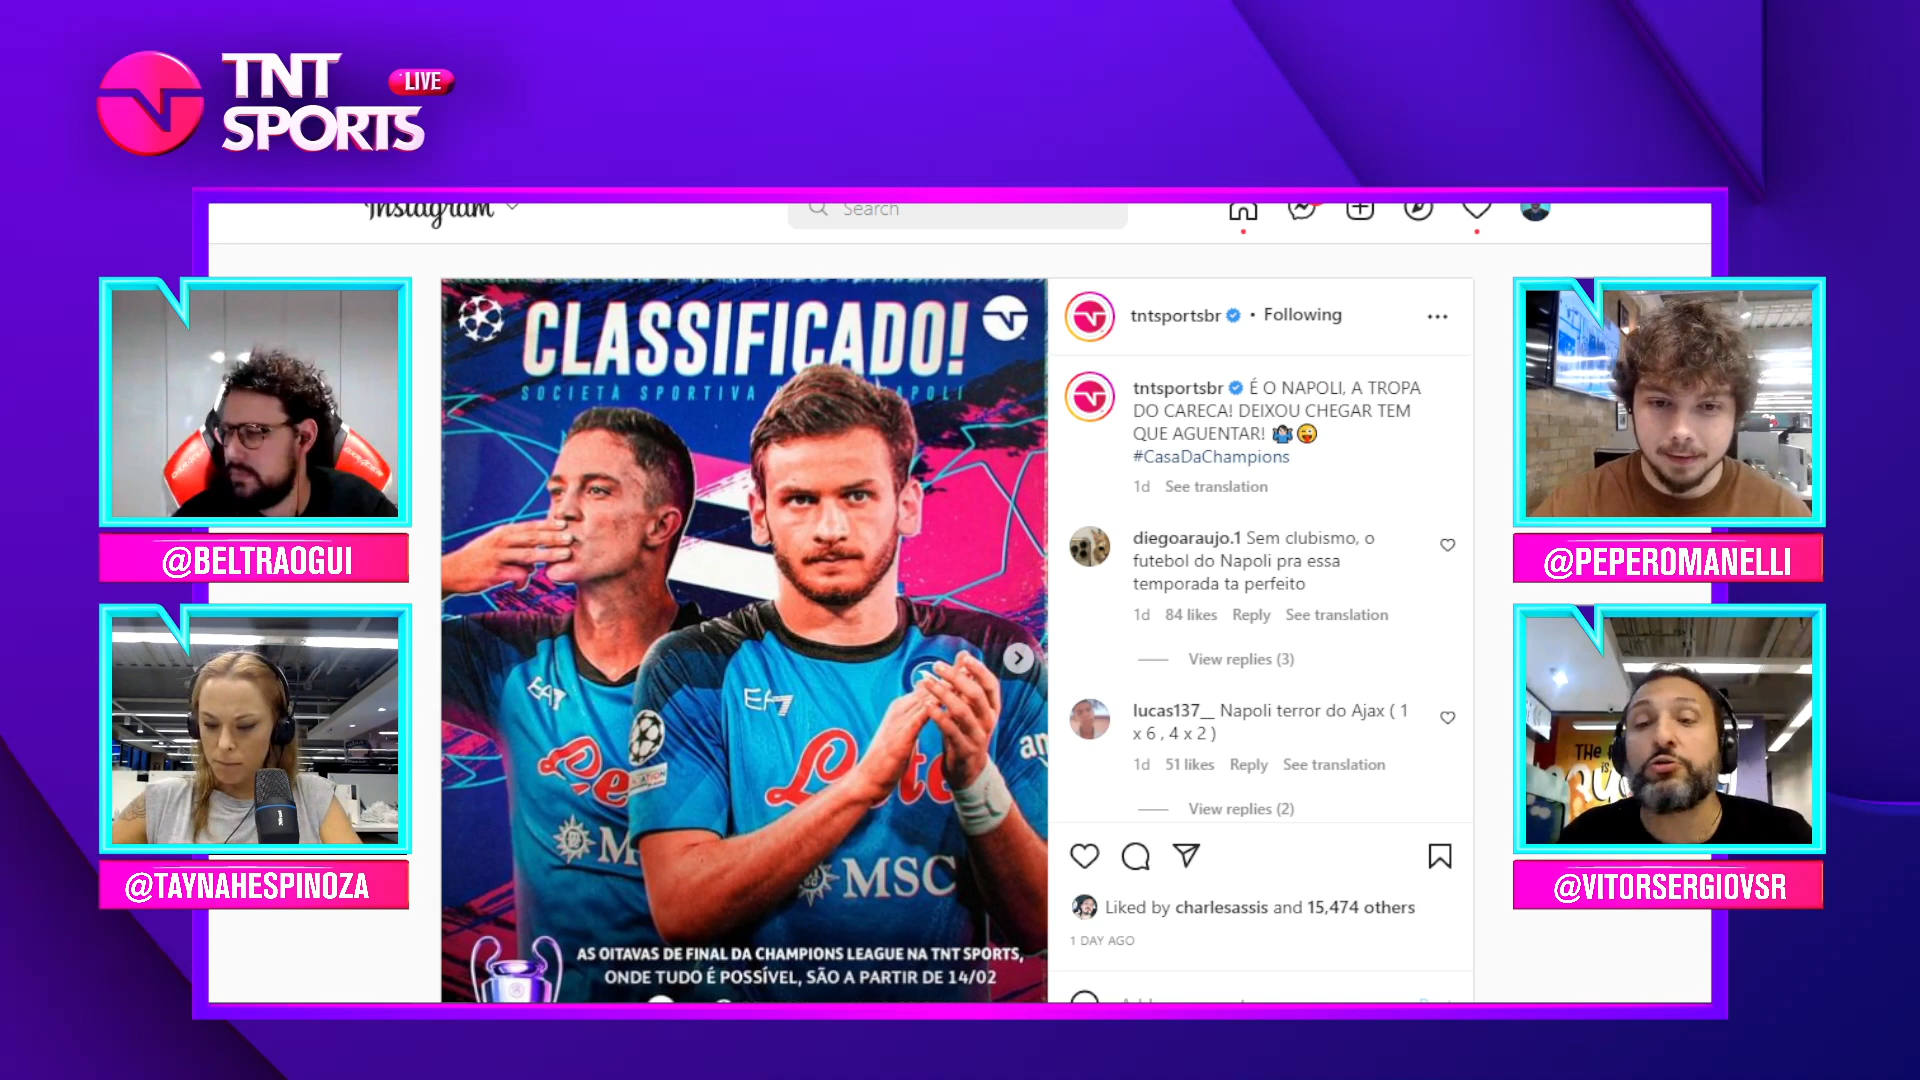 TNT
SPORTS
LIVE
Instagram
Search
CLASSIFICADO!
SOCIETÀ SPORTIVA
NAPOLI
EA7
EA7
MSC
AS OITAVAS DE FINAL DA CHAMPIONS LEAGUE NA TNT SPORTS,
ONDE TUDO É POSSÍVEL, SÃO A PARTIR DE 14/02
tntsportsbr • Following
tntsportsbr É O NAPOLI, A TROPA
DO CARECA! DEIXOU CHEGAR TEM
QUE AGUENTAR! 🤷🏻‍♂️😜
#CasaDaChampions
1d See translation
diegoaraujo.1 Sem clubismo, o
futebol do Napoli pra essa
temporada ta perfeito
1d 84 likes Reply See translation
View replies (3)
lucas137__ Napoli terror do Ajax ( 1
x 6 , 4 x 2 )
1d 51 likes Reply See translation
View replies (2)
Liked by charlesassis and 15,474 others
1 DAY AGO
@BELTRAOGUI
@TAYNAHESPINOZA
@PEPEROMANELLI
THE
@VITORSERGIOVSR